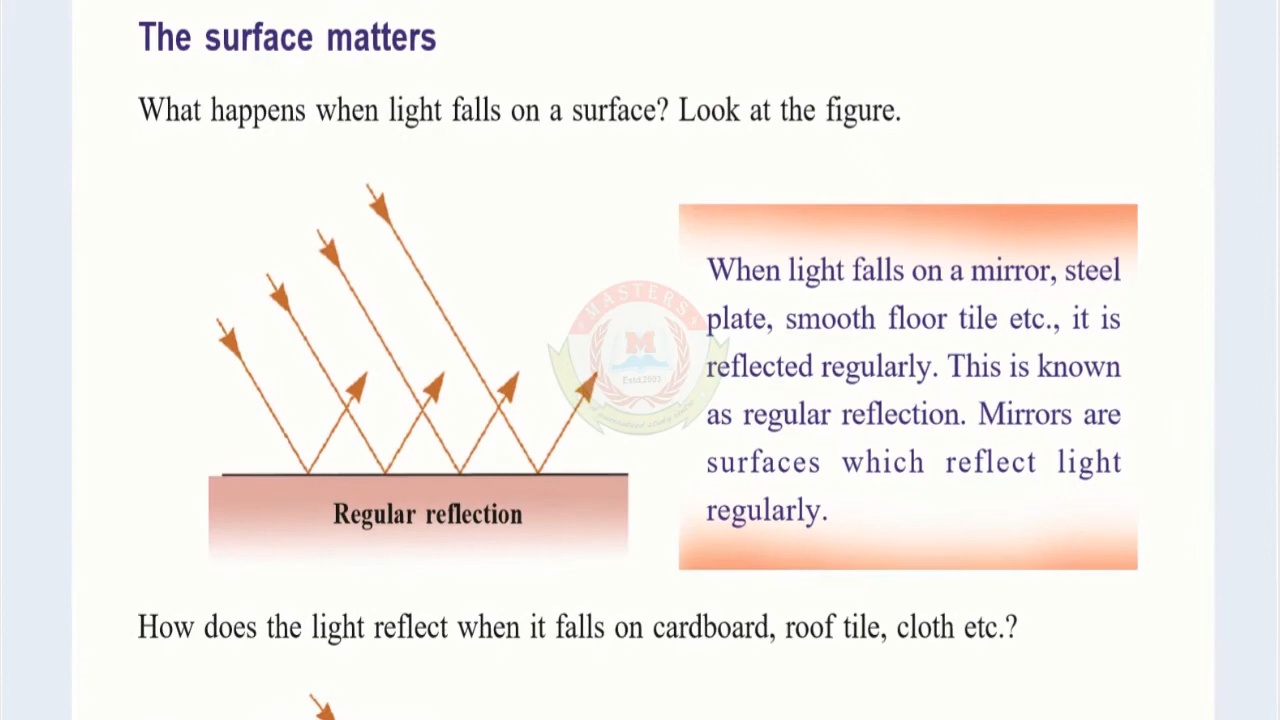 The surface matters
What happens when light falls on a surface? Look at the figure.
When light falls on a mirror, steel
plate, smooth floor tile etc., it is
reflected regularly. This is known
as regular reflection. Mirrors are
surfaces which reflect light
regularly.
MASTERS
M
Estd.2003
Regular reflection
How does the light reflect when it falls on cardboard, roof tile, cloth etc.?